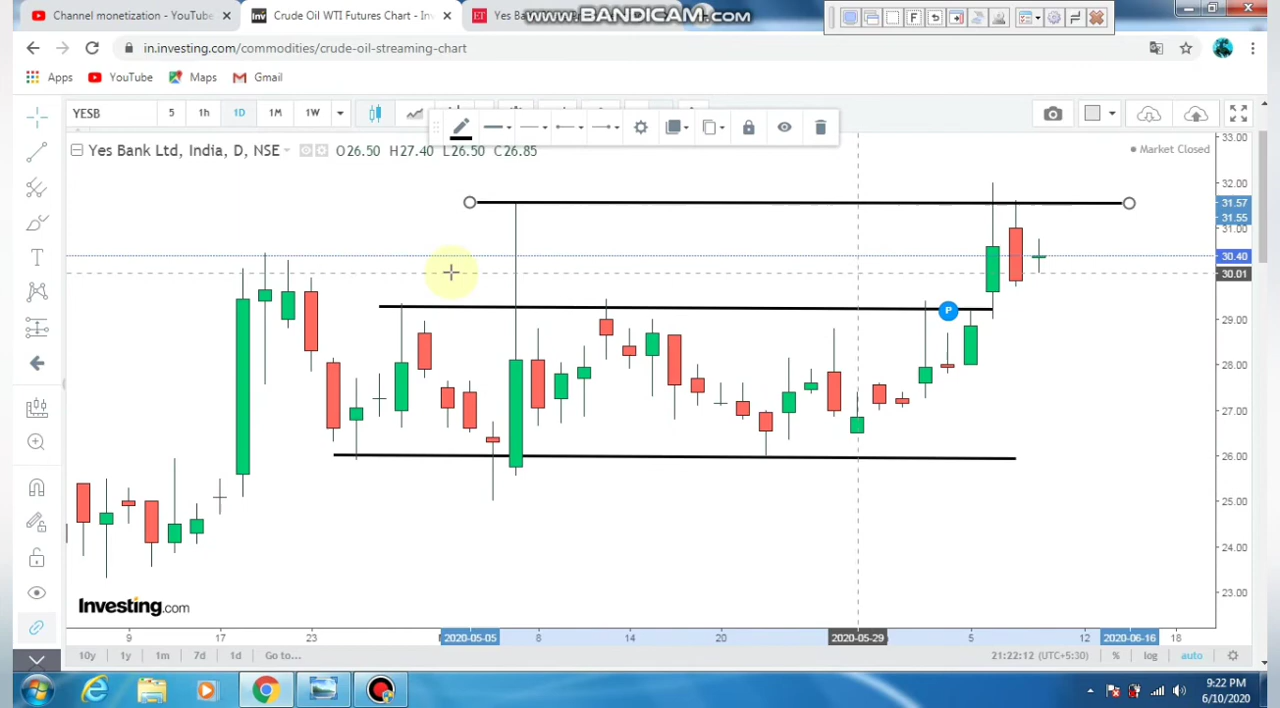 Channel monetization - YouTube
Crude Oil WTI Futures Chart - Inv
Yes Ba
www.BANDICAM.com
in.investing.com/commodities/crude-oil-streaming-chart
Apps YouTube Maps Gmail
YESB 5 1h 1D 1M 1W
Yes Bank Ltd, India, D, NSE O26.50 H27.40 L26.50 C26.85
Market Closed
33.00
32.00
31.57
31.55
31.00
30.40
30.01
29.00
28.00
27.00
26.00
25.00
24.00
23.00
P
Investing.com
9 17 23 2020-05-05 8 14 20 2020-05-29 5 12 2020-06-16 18
10y 1y 1m 7d 1d Go to... 21:22:12 (UTC+5:30) % log auto
9:22 PM
6/10/2020